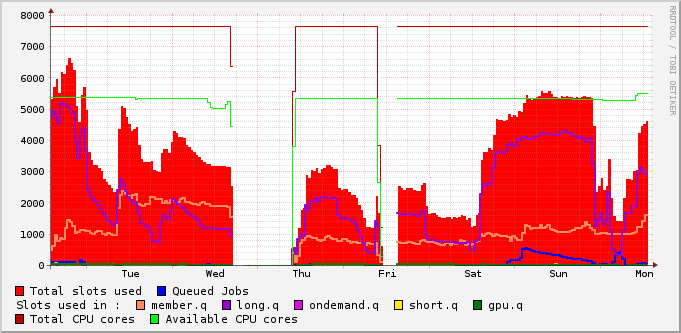 8000
7000
6000
5000
4000
3000
2000
1000
0
Tue Wed Thu Fri Sat Sun Mon
RRDTOOL / TOBI OETIKER
Total slots used Queued Jobs
Slots used in : member.q long.q ondemand.q short.q gpu.q
Total CPU cores Available CPU cores